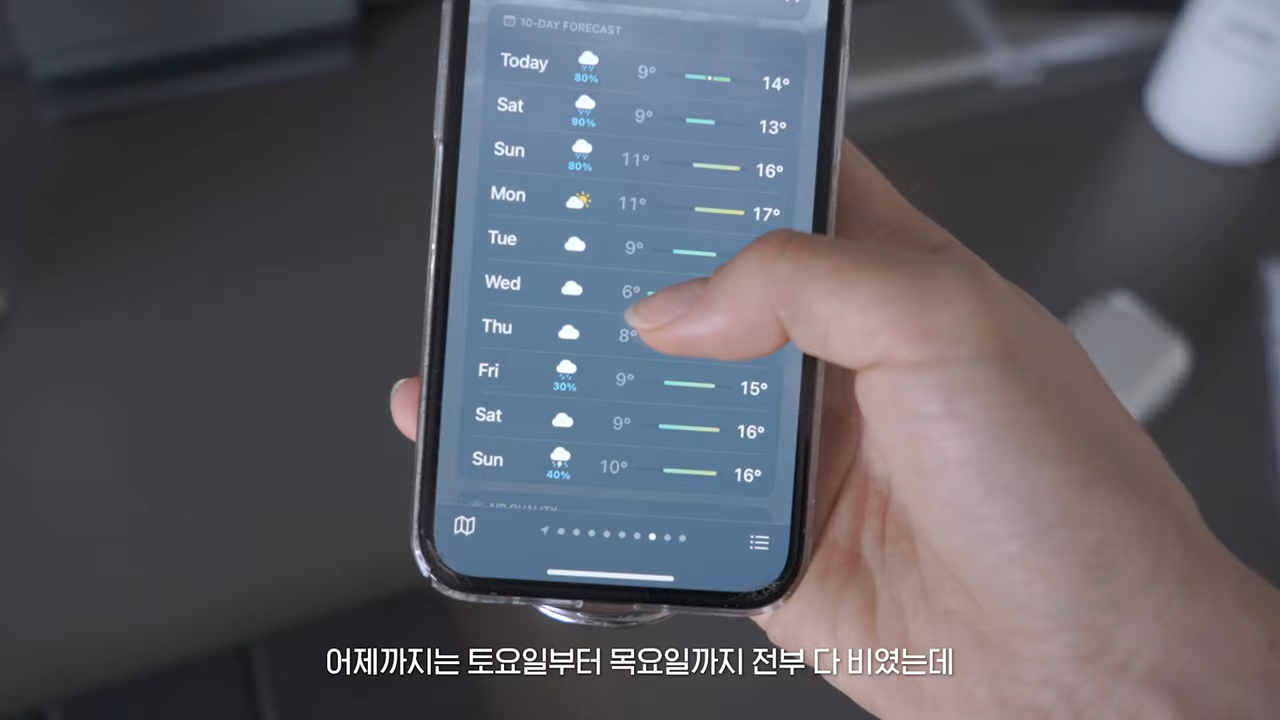 10-DAY FORECAST
Today 80% 9° 14°
Sat 90% 9° 13°
Sun 80% 11° 16°
Mon 11° 17°
Tue 9°
Wed 6°
Thu 8°
Fri 30% 9° 15°
Sat 9° 16°
Sun 40% 10° 16°
AIR QUALITY
어제까지는 토요일부터 목요일까지 전부 다 비였는데